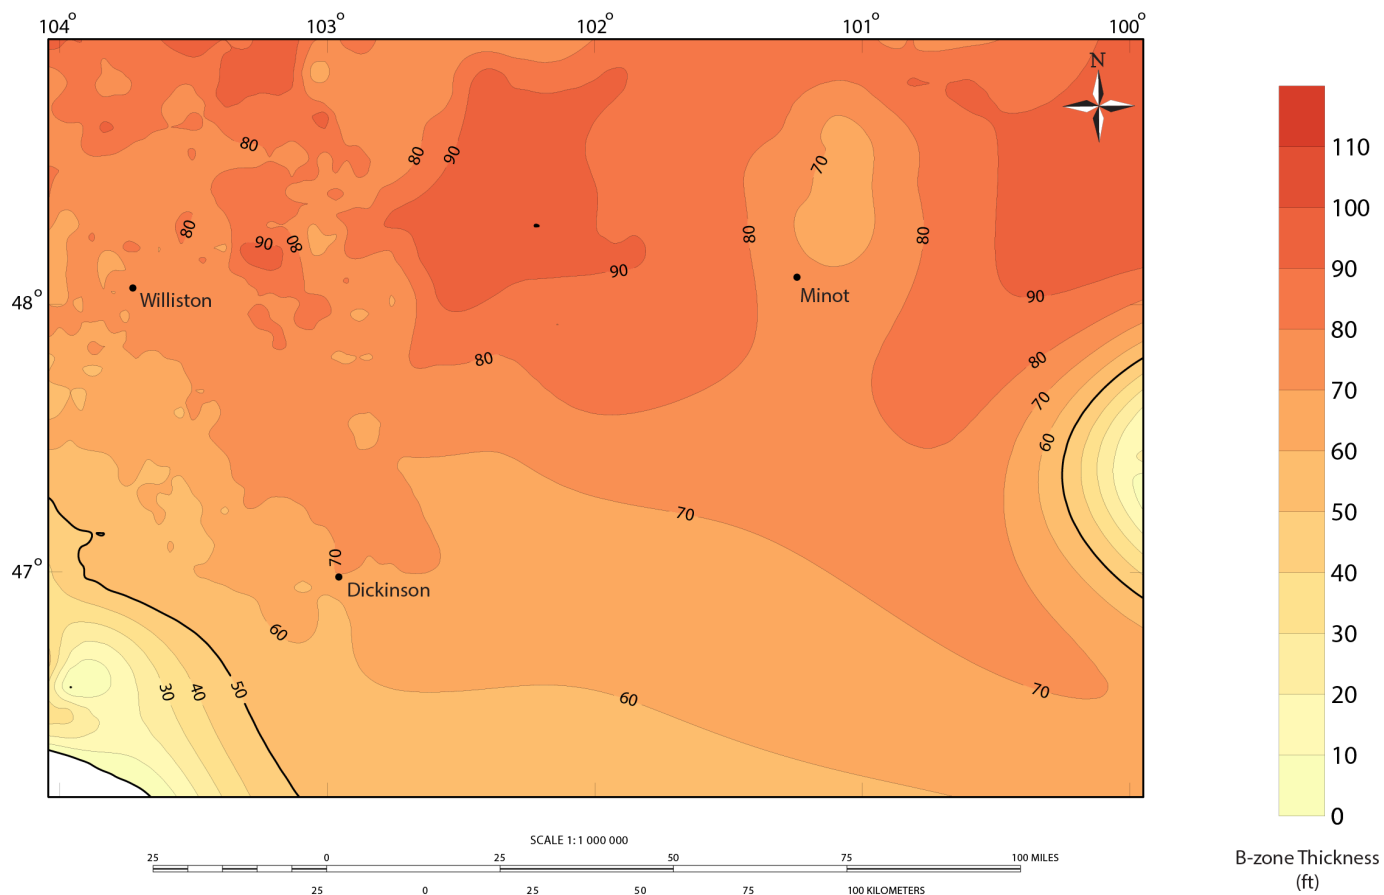 104° 103° 102° 101° 100°
N
80 80 90 70
80 90 80 80 80
90 90
48° Williston Minot
80 80
70
60
70
110
100
90
80
70
60
50
40
30
20
10
0
47° 70
Dickinson
60
30 40 50 60 70
SCALE 1: 1 000 000
25 0 25 50 75 100 MILES
25 0 25 50 75 100 KILOMETERS
B-zone Thickness
(ft)